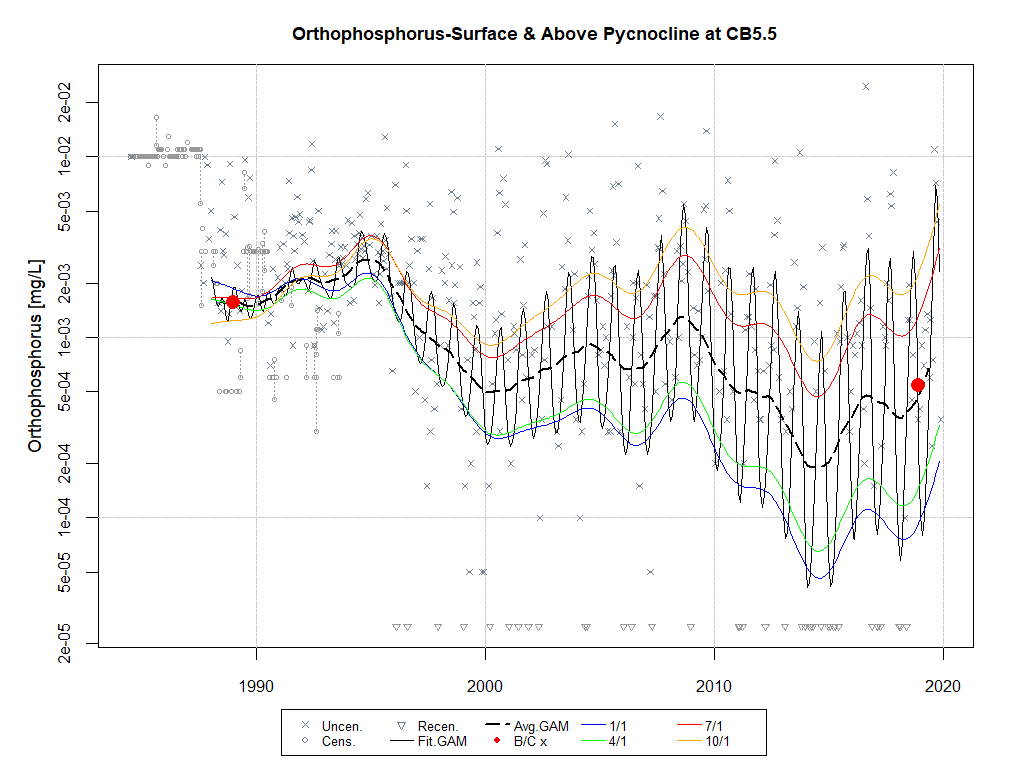 Orthophosphorus-Surface & Above Pycnocline at CB5.5
Orthophosphorus [mg/L]
2e-02
1e-02
5e-03
2e-03
1e-03
5e-04
2e-04
1e-04
5e-05
2e-05
1990 2000 2010 2020
Uncen. Recen. Avg.GAM 1/1 7/1
Cens. Fit.GAM B/C x 4/1 10/1